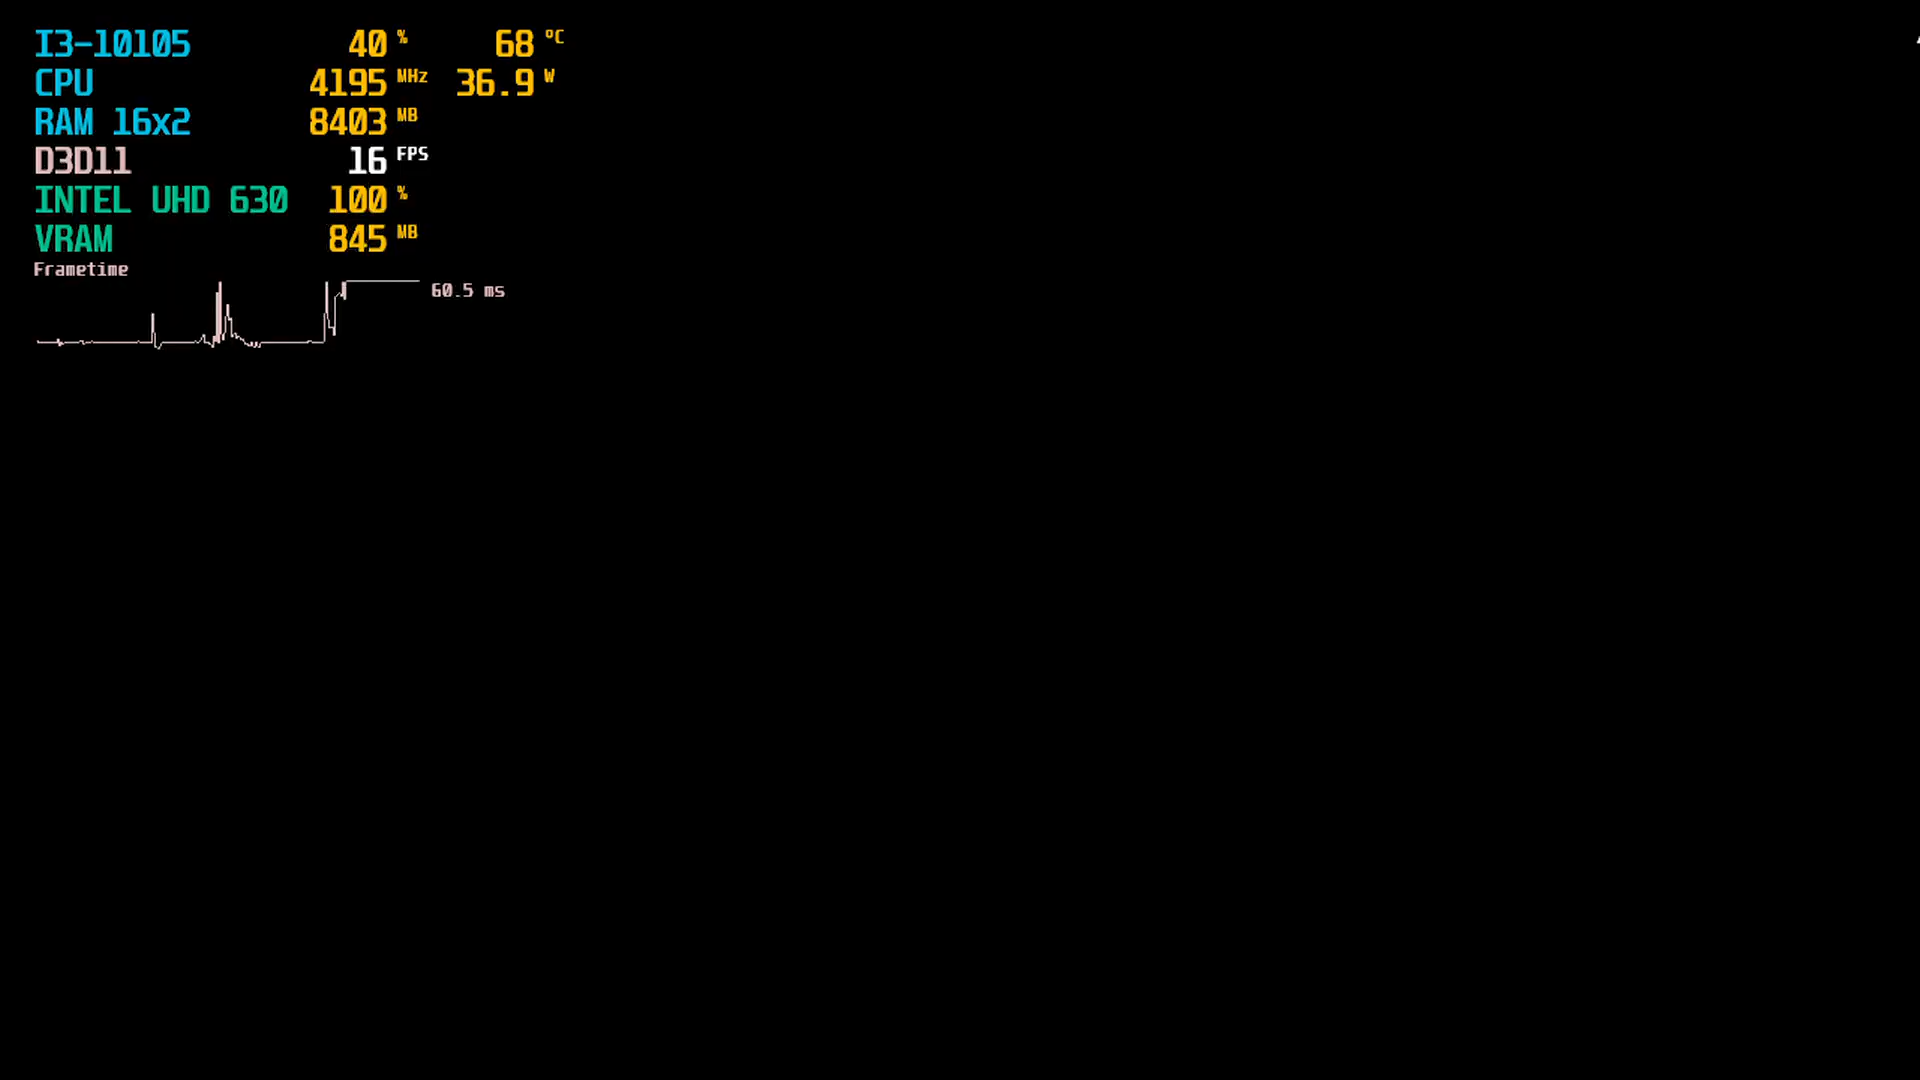 I3-10105 40 % 68 °C
CPU 4195 MHz 36.9 W
RAM 16x2 8403 MB
D3D11 16 FPS
INTEL UHD 630 100 %
VRAM 845 MB
Frametime
60.5 ms